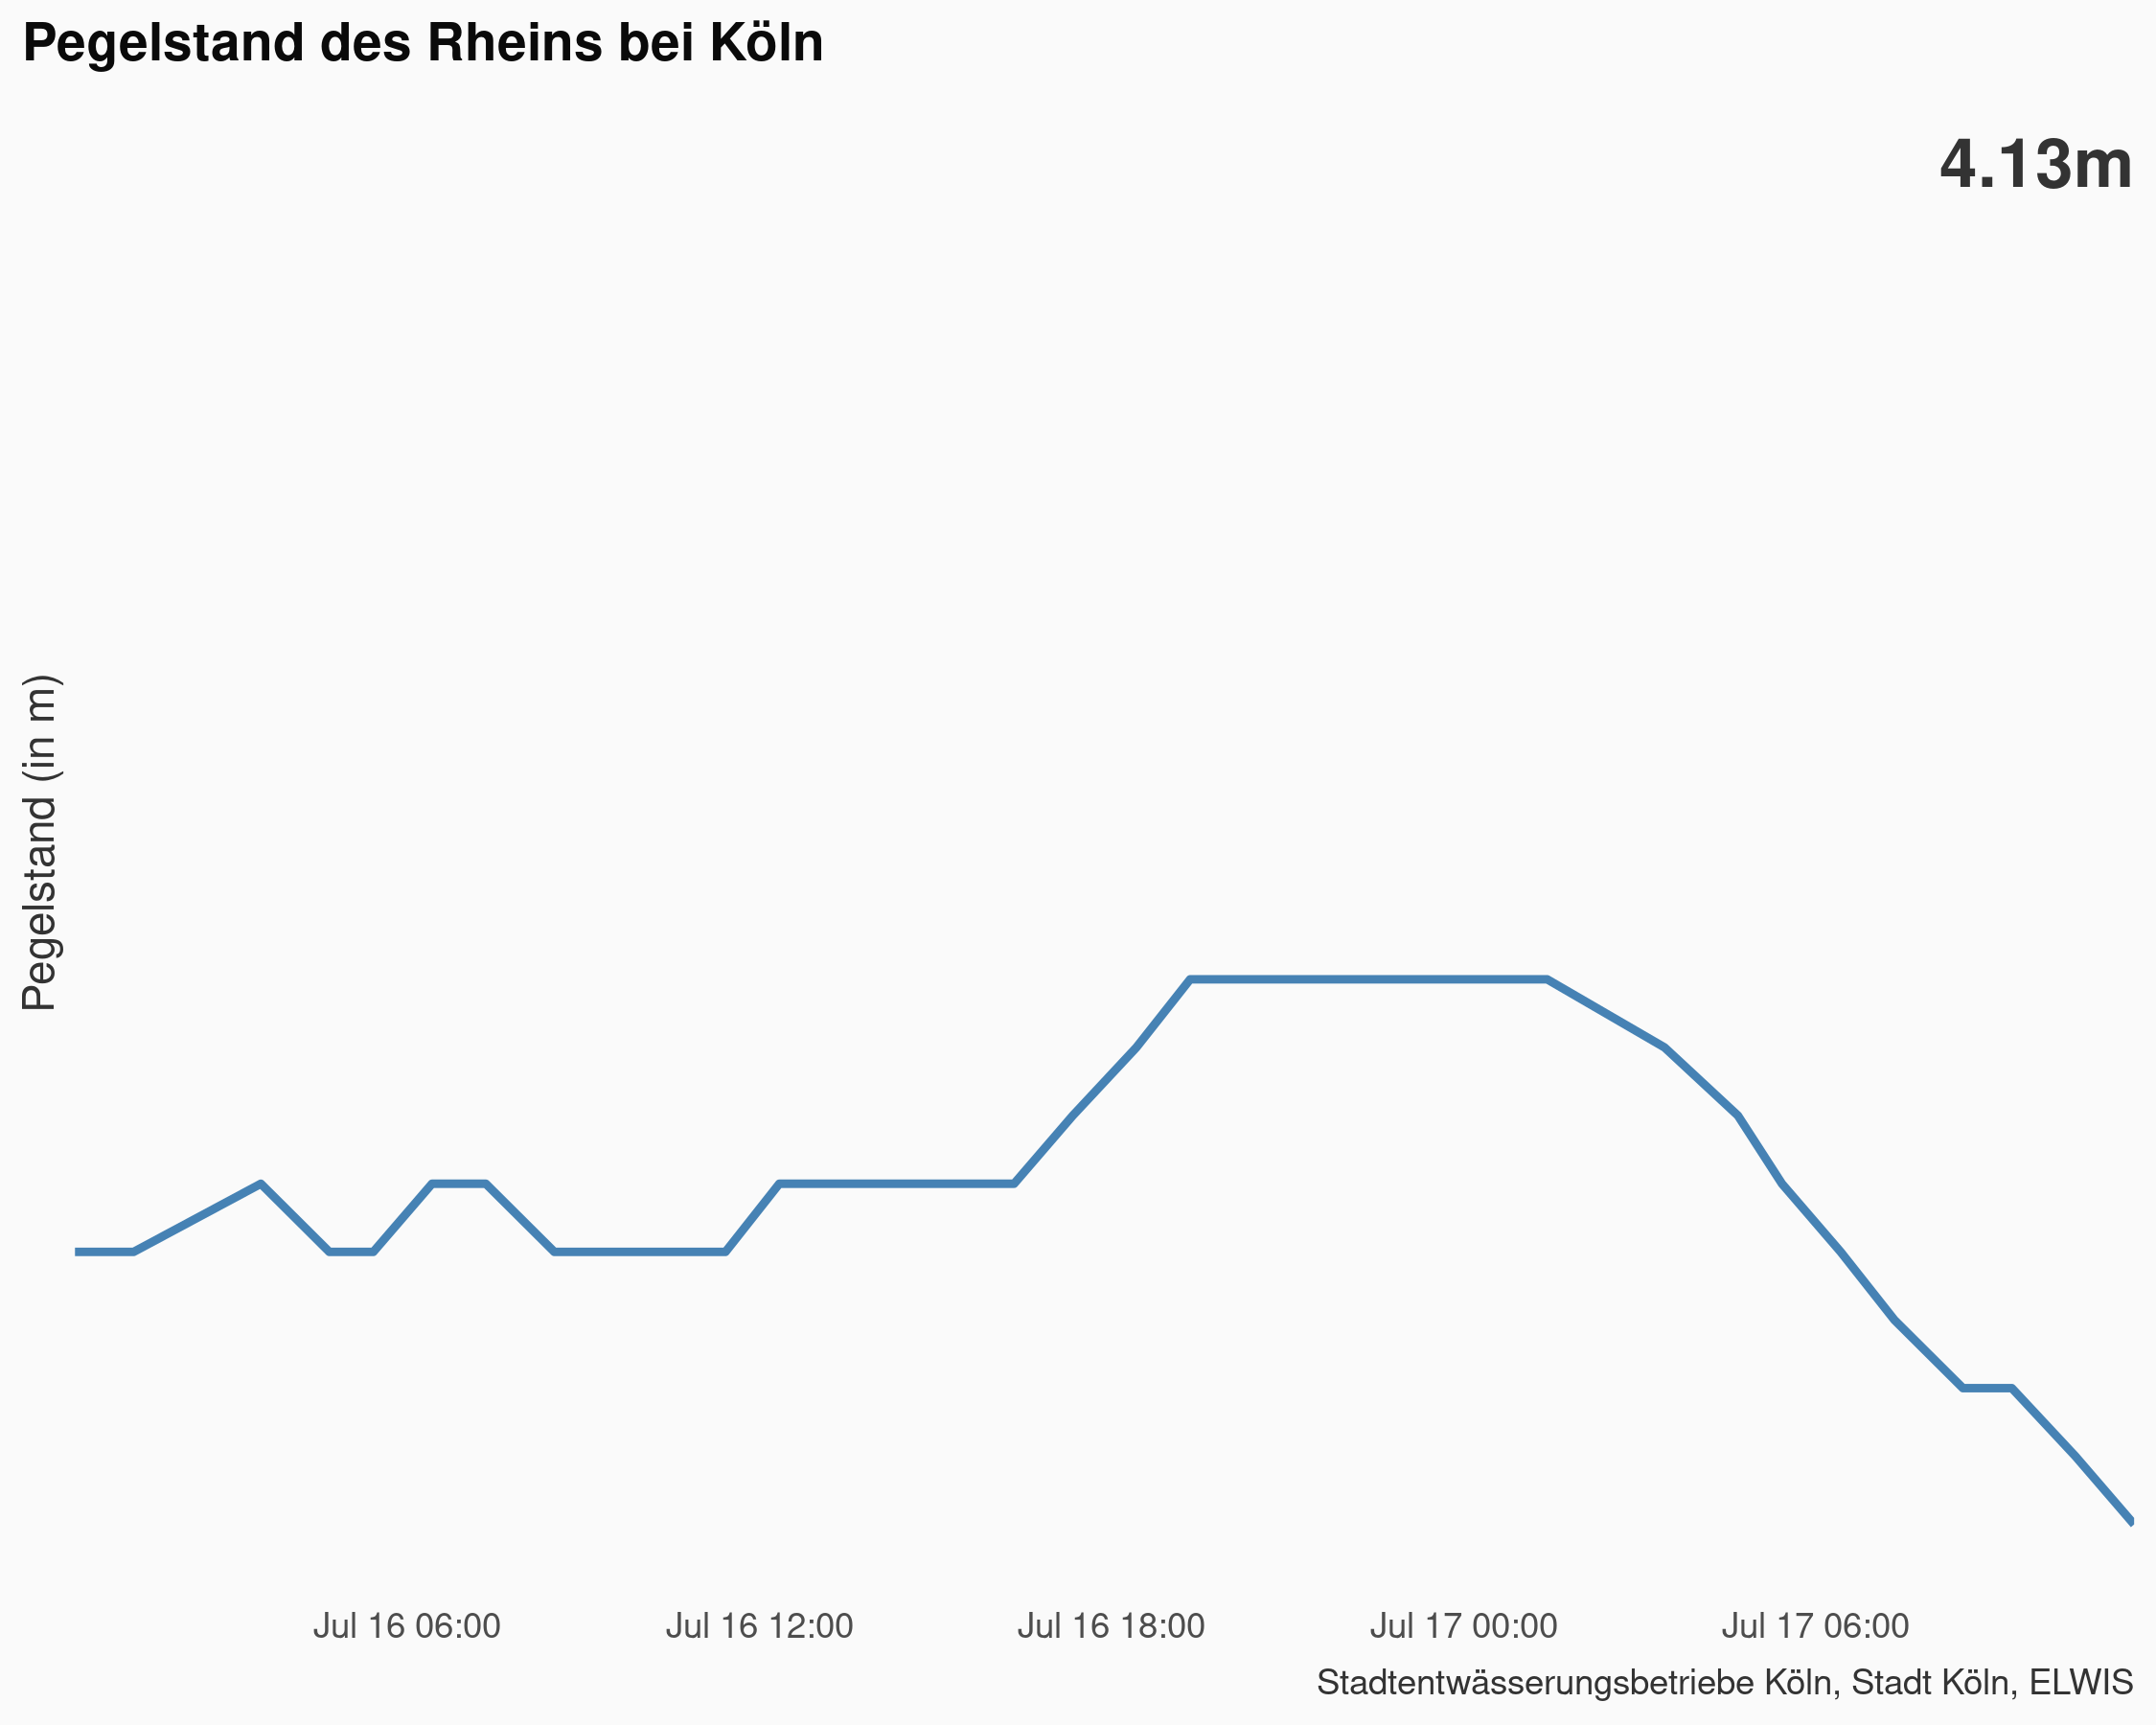 Pegelstand des Rheins bei Köln
4.13m
Pegelstand (in m)
Jul 16 06:00 Jul 16 12:00 Jul 16 18:00 Jul 17 00:00 Jul 17 06:00
Stadtentwässerungsbetriebe Köln, Stadt Köln, ELWIS